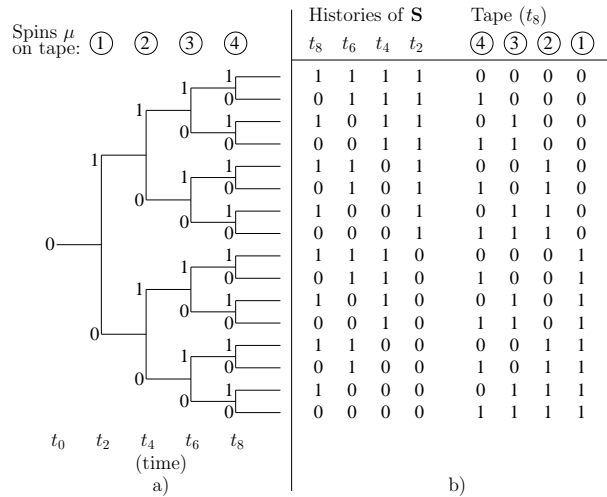 Spins μ
on tape: ① ② ③ ④
0
1
0
1
0
1
0
1
0
1
0
1
0
1
0
1
0
1
0
1
0
1
0
1
0
1
0
1
0
1
0
t₀ t₂ t₄ t₆ t₈
(time)
a)
Histories of S Tape (t₈)
t₈ t₆ t₄ t₂ ④ ③ ② ①
1 1 1 1 0 0 0 0
0 1 1 1 1 0 0 0
1 0 1 1 0 1 0 0
0 0 1 1 1 1 0 0
1 1 0 1 0 0 1 0
0 1 0 1 1 0 1 0
1 0 0 1 0 1 1 0
0 0 0 1 1 1 1 0
1 1 1 0 0 0 0 1
0 1 1 0 1 0 0 1
1 0 1 0 0 1 0 1
0 0 1 0 1 1 0 1
1 1 0 0 0 0 1 1
0 1 0 0 1 0 1 1
1 0 0 0 0 1 1 1
0 0 0 0 1 1 1 1
b)